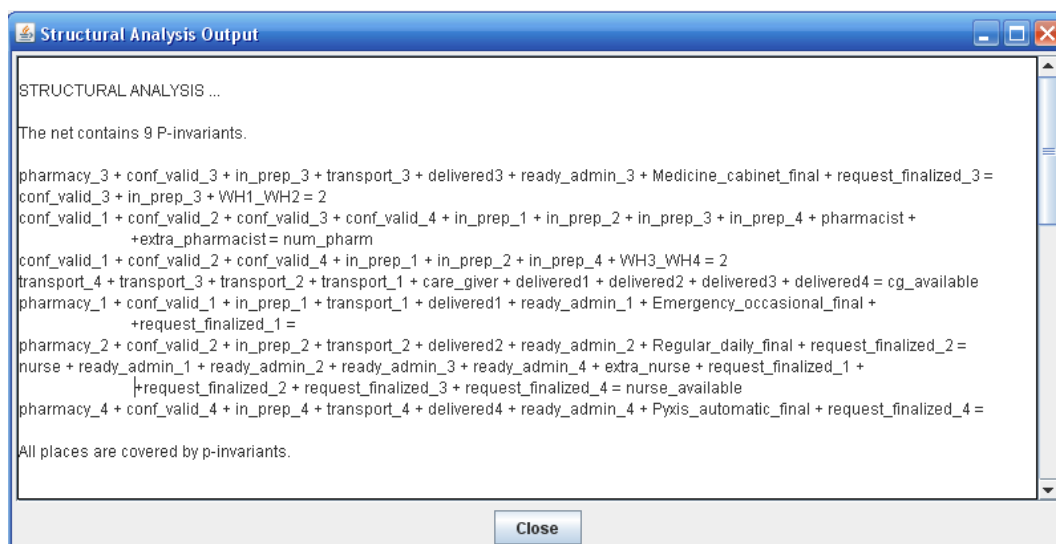 Structural Analysis Output
STRUCTURAL ANALYSIS ...
The net contains 9 P-invariants.
pharmacy_3 + conf_valid_3 + in_prep_3 + transport_3 + delivered3 + ready_admin_3 + Medicine_cabinet_final + request_finalized_3 =
conf_valid_3 + in_prep_3 + WH1_WH2 = 2
conf_valid_1 + conf_valid_2 + conf_valid_3 + conf_valid_4 + in_prep_1 + in_prep_2 + in_prep_3 + in_prep_4 + pharmacist +
+extra_pharmacist = num_pharm
conf_valid_1 + conf_valid_2 + conf_valid_4 + in_prep_1 + in_prep_2 + in_prep_4 + WH3_WH4 = 2
transport_4 + transport_3 + transport_2 + transport_1 + care_giver + delivered1 + delivered2 + delivered3 + delivered4 = cg_available
pharmacy_1 + conf_valid_1 + in_prep_1 + transport_1 + delivered1 + ready_admin_1 + Emergency_occasional_final +
+request_finalized_1 =
pharmacy_2 + conf_valid_2 + in_prep_2 + transport_2 + delivered2 + ready_admin_2 + Regular_daily_final + request_finalized_2 =
nurse + ready_admin_1 + ready_admin_2 + ready_admin_3 + ready_admin_4 + extra_nurse + request_finalized_1 +
+request_finalized_2 + request_finalized_3 + request_finalized_4 = nurse_available
pharmacy_4 + conf_valid_4 + in_prep_4 + transport_4 + delivered4 + ready_admin_4 + Pyxis_automatic_final + request_finalized_4 =
All places are covered by p-invariants.
Close